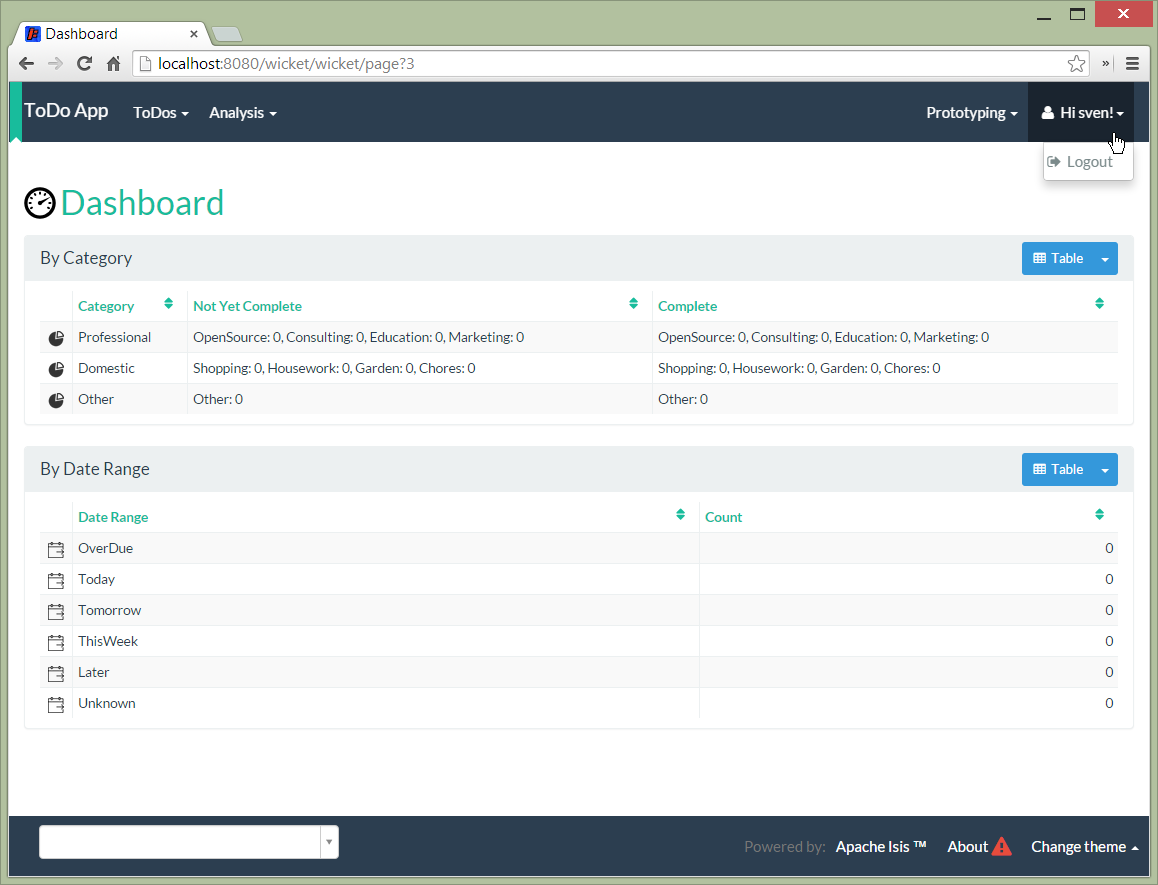 Dashboard
localhost:8080/wicket/wicket/page?3
ToDo App ToDos Analysis Prototyping Hi sven!
Logout
Dashboard
By Category Table
Category Not Yet Complete Complete
Professional OpenSource: 0, Consulting: 0, Education: 0, Marketing: 0 OpenSource: 0, Consulting: 0, Education: 0, Marketing: 0
Domestic Shopping: 0, Housework: 0, Garden: 0, Chores: 0 Shopping: 0, Housework: 0, Garden: 0, Chores: 0
Other Other: 0 Other: 0
By Date Range Table
Date Range Count
OverDue 0
Today 0
Tomorrow 0
ThisWeek 0
Later 0
Unknown 0
Powered by: Apache Isis ™ About Change theme